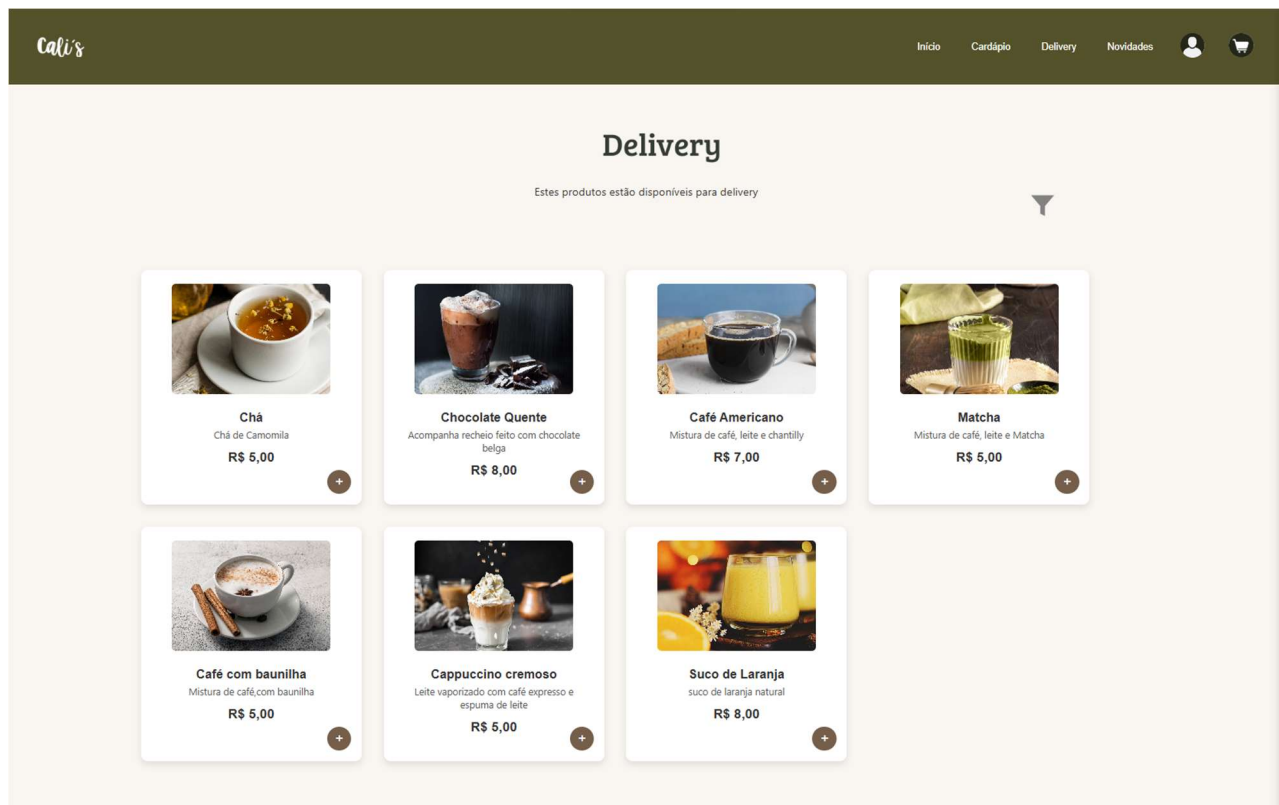 Cali's
Início Cardápio Delivery Novidades
Delivery
Estes produtos estão disponíveis para delivery
Chá
Chá de Camomila
R$ 5,00
+
Chocolate Quente
Acompanha recheio feito com chocolate
belga
R$ 8,00
+
Café Americano
Mistura de café, leite e chantilly
R$ 7,00
+
Matcha
Mistura de café, leite e Matcha
R$ 5,00
+
Café com baunilha
Mistura de café,com baunilha
R$ 5,00
+
Cappuccino cremoso
Leite vaporizado com café expresso e
espuma de leite
R$ 5,00
+
Suco de Laranja
suco de laranja natural
R$ 8,00
+